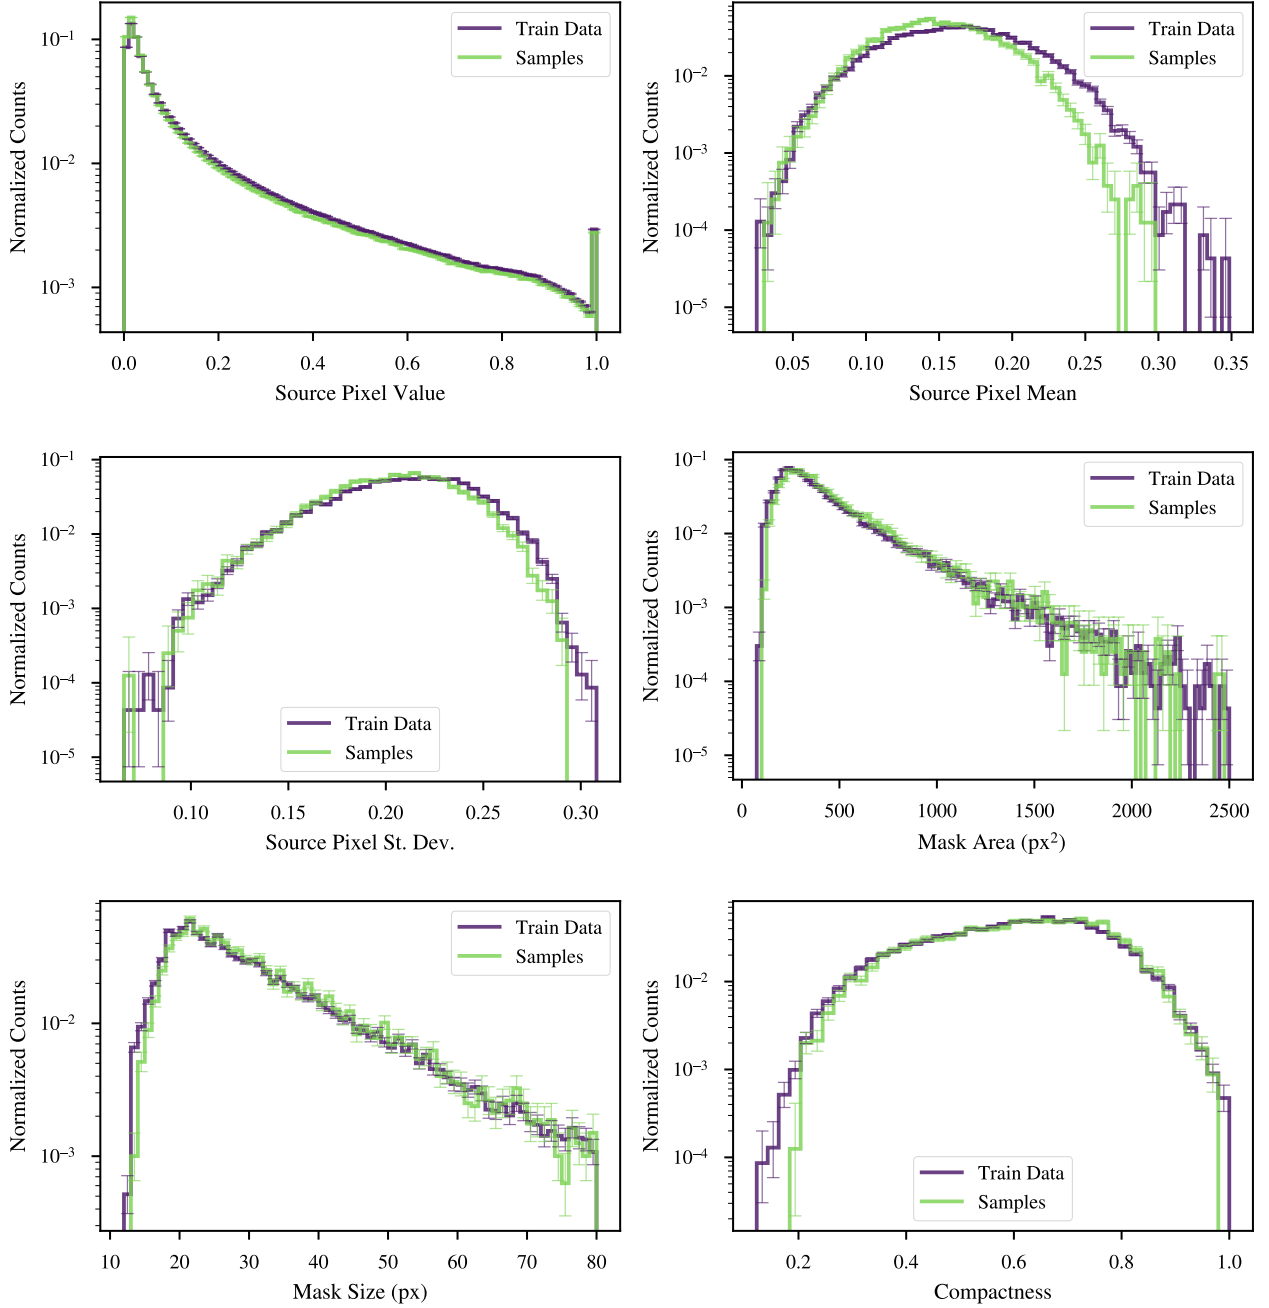 10⁻¹
10⁻²
10⁻³
Normalized Counts
Train Data
Samples
0.0 0.2 0.4 0.6 0.8 1.0
Source Pixel Value
10⁻²
10⁻³
10⁻⁴
10⁻⁵
Normalized Counts
Train Data
Samples
0.05 0.10 0.15 0.20 0.25 0.30 0.35
Source Pixel Mean
10⁻¹
10⁻²
10⁻³
10⁻⁴
10⁻⁵
Normalized Counts
Train Data
Samples
0.10 0.15 0.20 0.25 0.30
Source Pixel St. Dev.
10⁻¹
10⁻²
10⁻³
10⁻⁴
10⁻⁵
Normalized Counts
Train Data
Samples
0 500 1000 1500 2000 2500
Mask Area (px²)
10⁻²
10⁻³
Normalized Counts
Train Data
Samples
10 20 30 40 50 60 70 80
Mask Size (px)
10⁻²
10⁻³
10⁻⁴
Normalized Counts
Train Data
Samples
0.2 0.4 0.6 0.8 1.0
Compactness